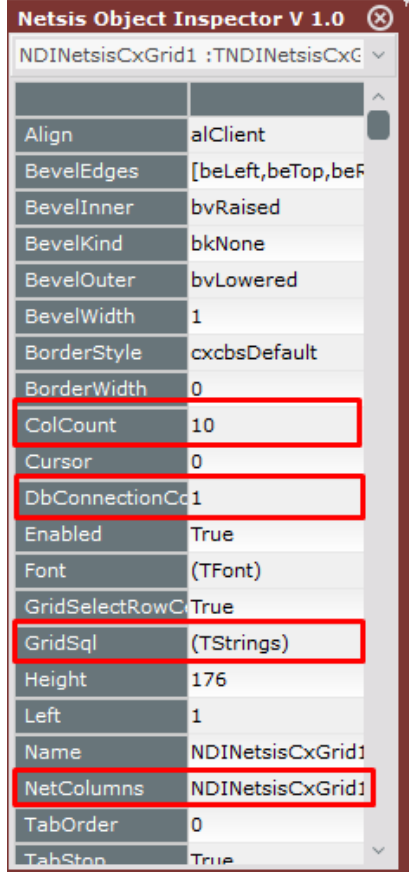 Netsis Object Inspector V 1.0
NDINetsisCxGrid1 :TNDINetsisCxG
Align alClient
BevelEdges [beLeft,beTop,beR
BevelInner bvRaised
BevelKind bkNone
BevelOuter bvLowered
BevelWidth 1
BorderStyle cxcbsDefault
BorderWidth 0
ColCount 10
Cursor 0
DbConnectionCo 1
Enabled True
Font (TFont)
GridSelectRowCo True
GridSql (TStrings)
Height 176
Left 1
Name NDINetsisCxGrid1
NetColumns NDINetsisCxGrid1
TabOrder 0
TabStop True